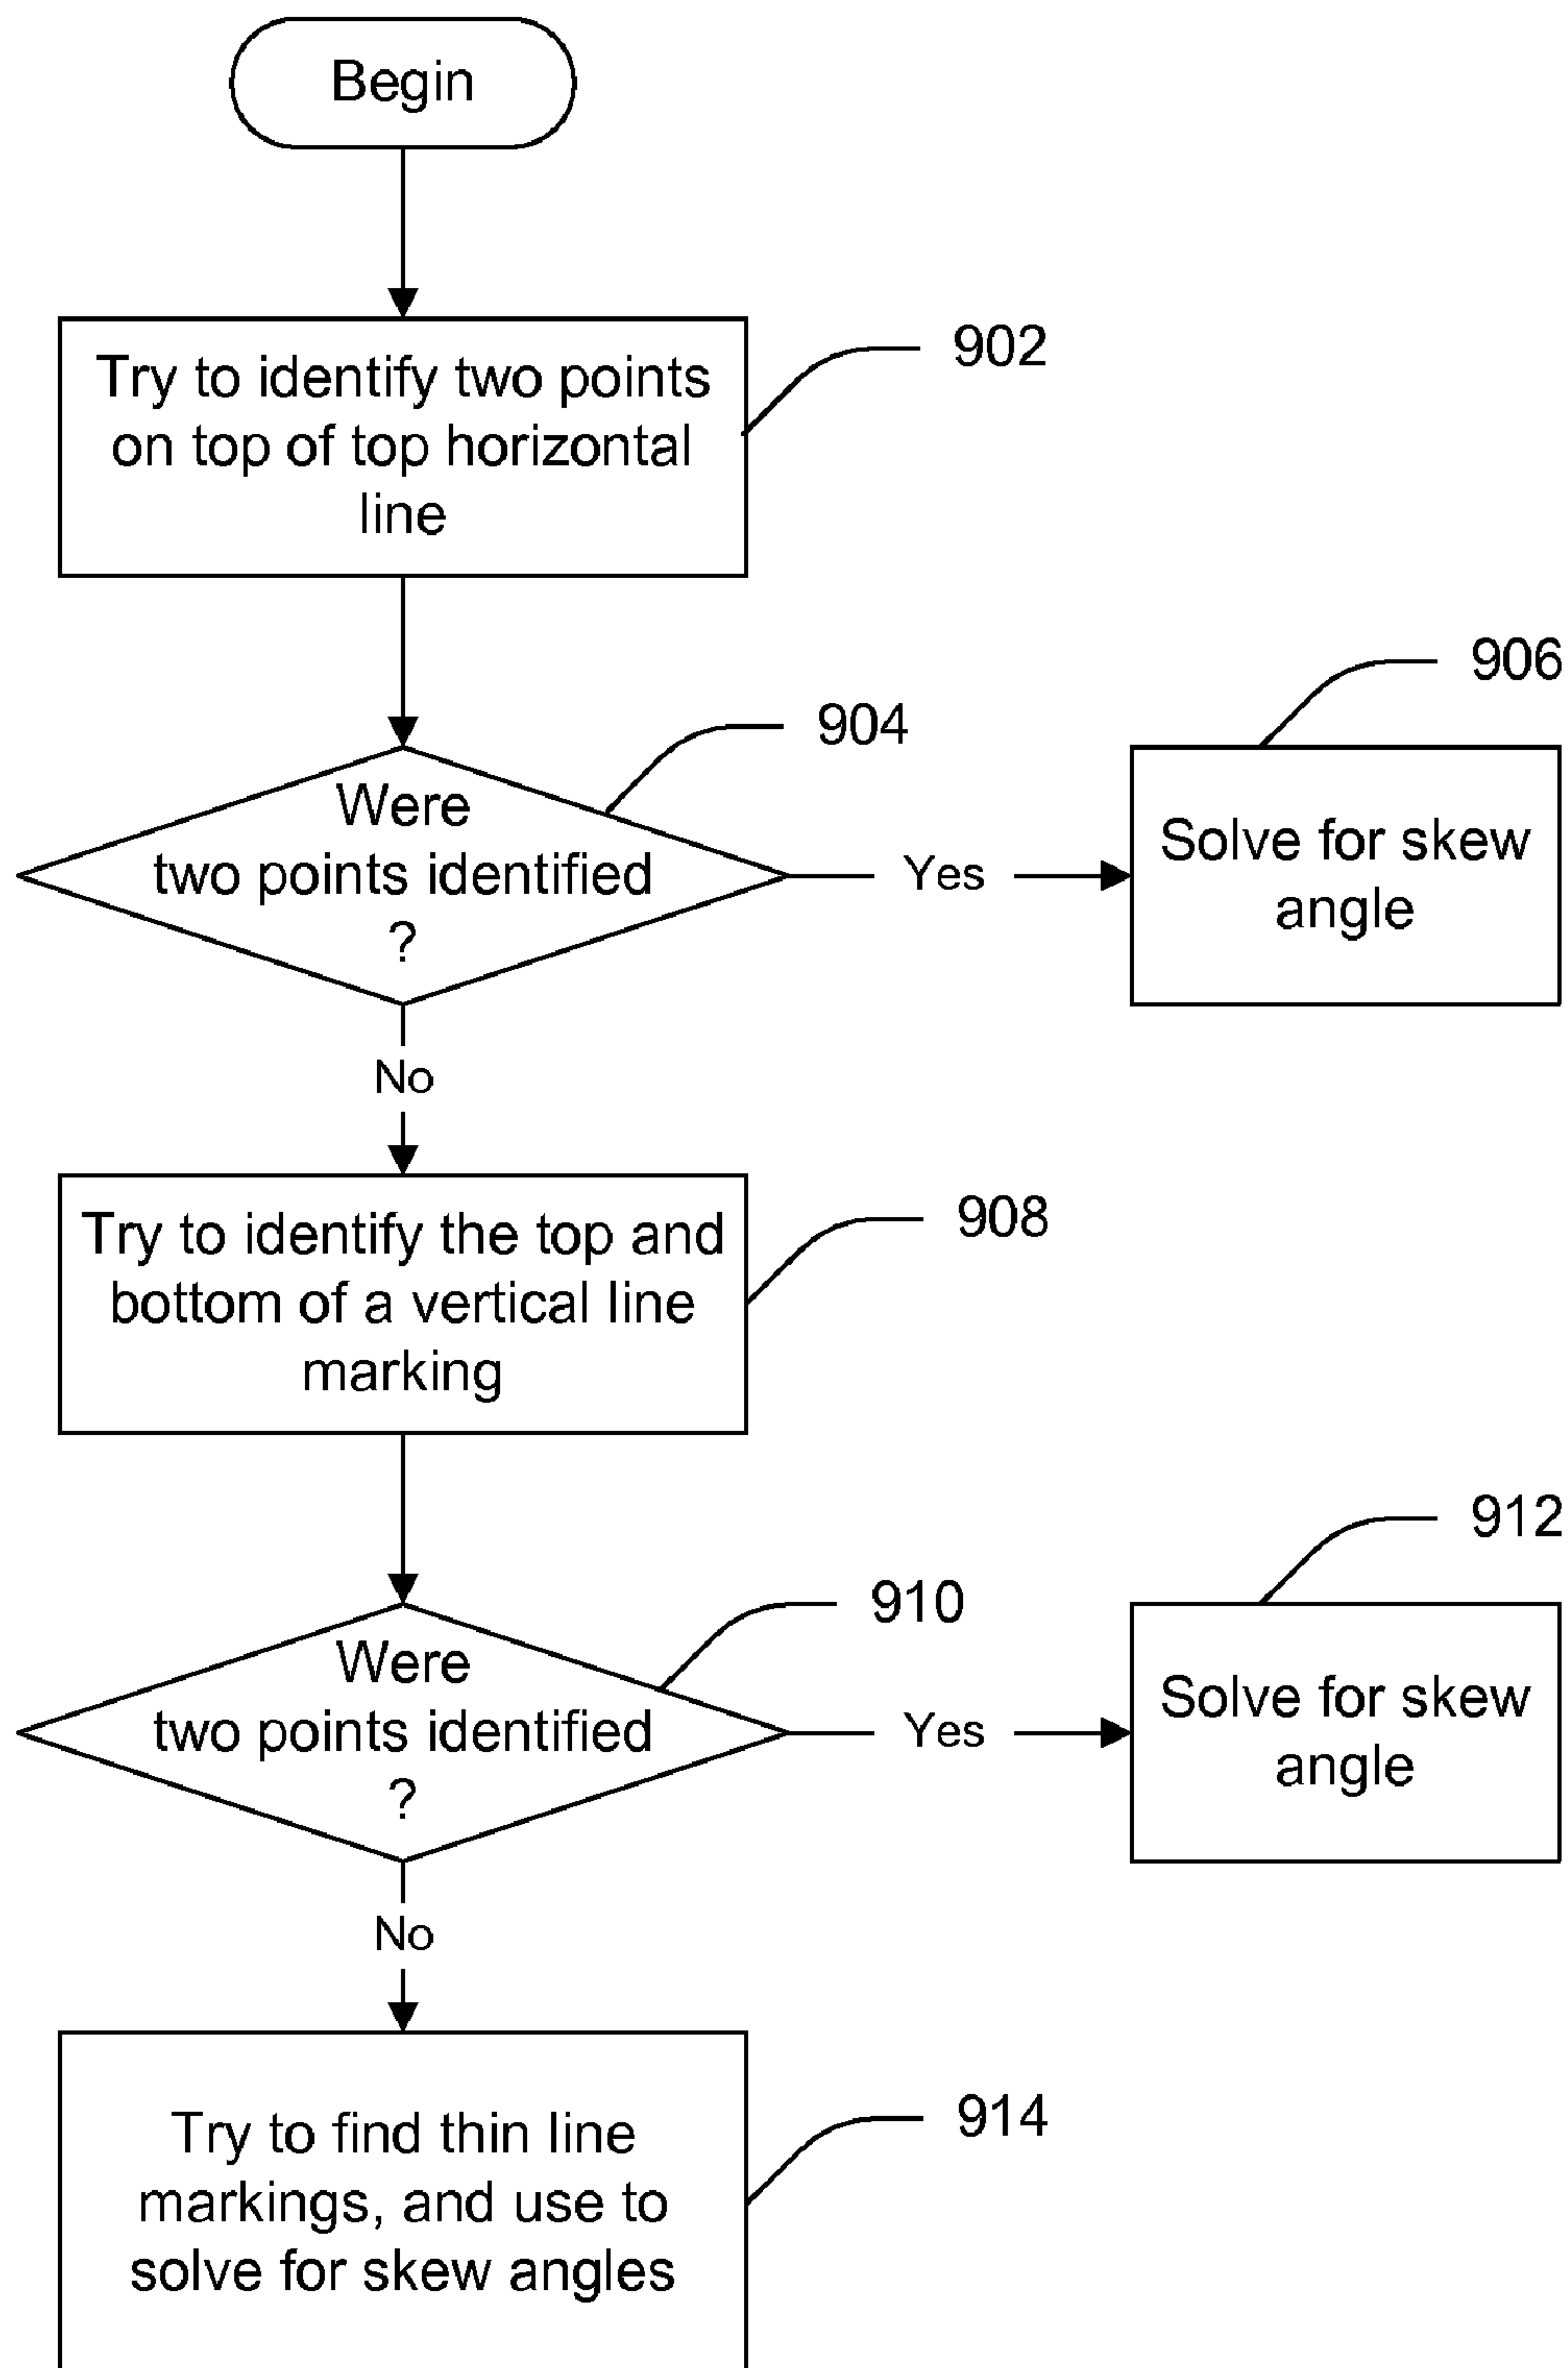 Begin
Try to identify two points
on top of top horizontal
line
902
Were
two points identified
?
904
Yes
Solve for skew
angle
906
No
Try to identify the top and
bottom of a vertical line
marking
908
Were
two points identified
?
910
Yes
Solve for skew
angle
912
No
Try to find thin line
markings, and use to
solve for skew angles
914